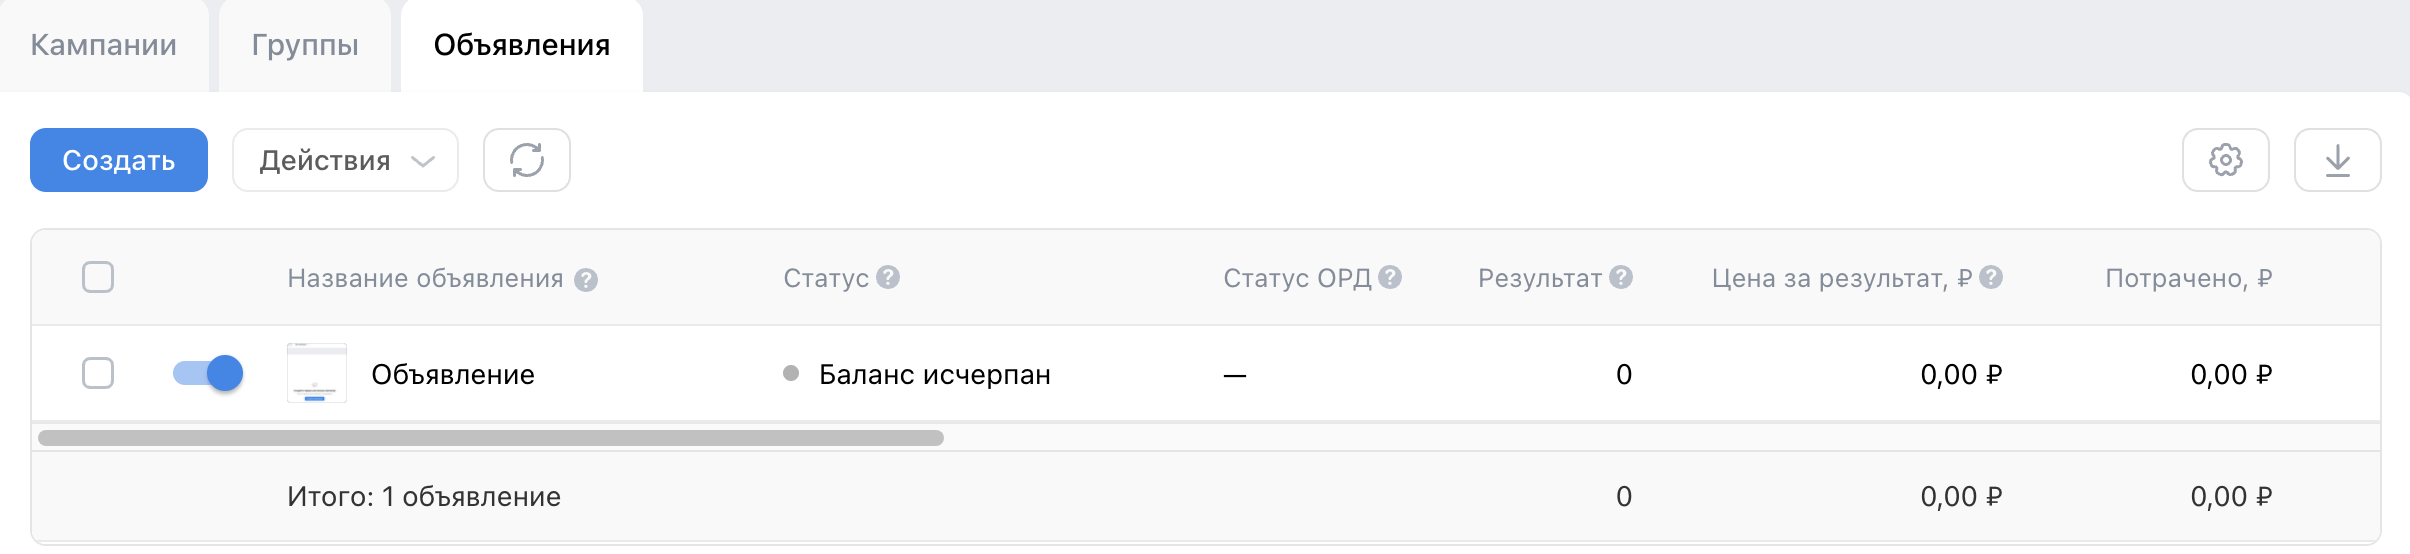 Кампании Группы Объявления
Создать Действия
Название объявления ? Статус ? Статус ОРД ? Результат ? Цена за результат, ₽ ? Потрачено, ₽
Объявление Баланс исчерпан — 0 0,00 ₽ 0,00 ₽
Итого: 1 объявление 0 0,00 ₽ 0,00 ₽